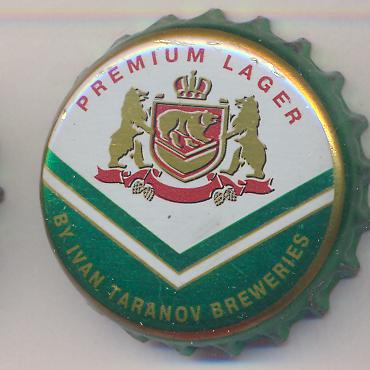 PREMIUM LAGER
BY IVAN TARANOV BREWERIES